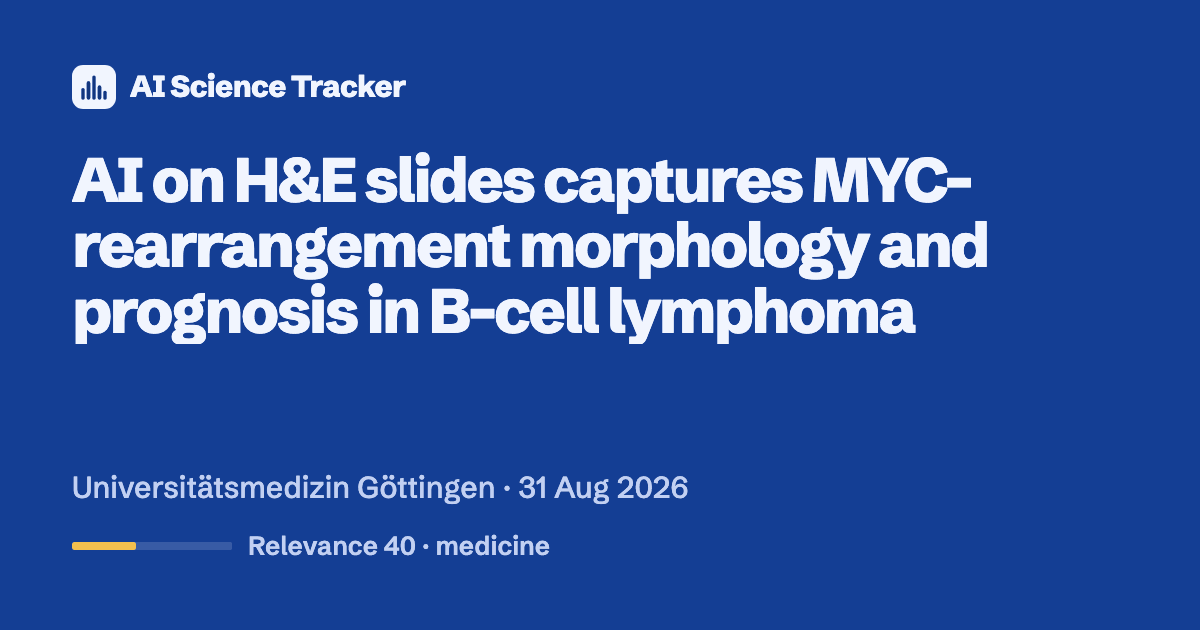 AI Science Tracker
AI on H&E slides captures MYC-
rearrangement morphology and
prognosis in B-cell lymphoma
Universitätsmedizin Göttingen · 31 Aug 2026
Relevance 40 · medicine